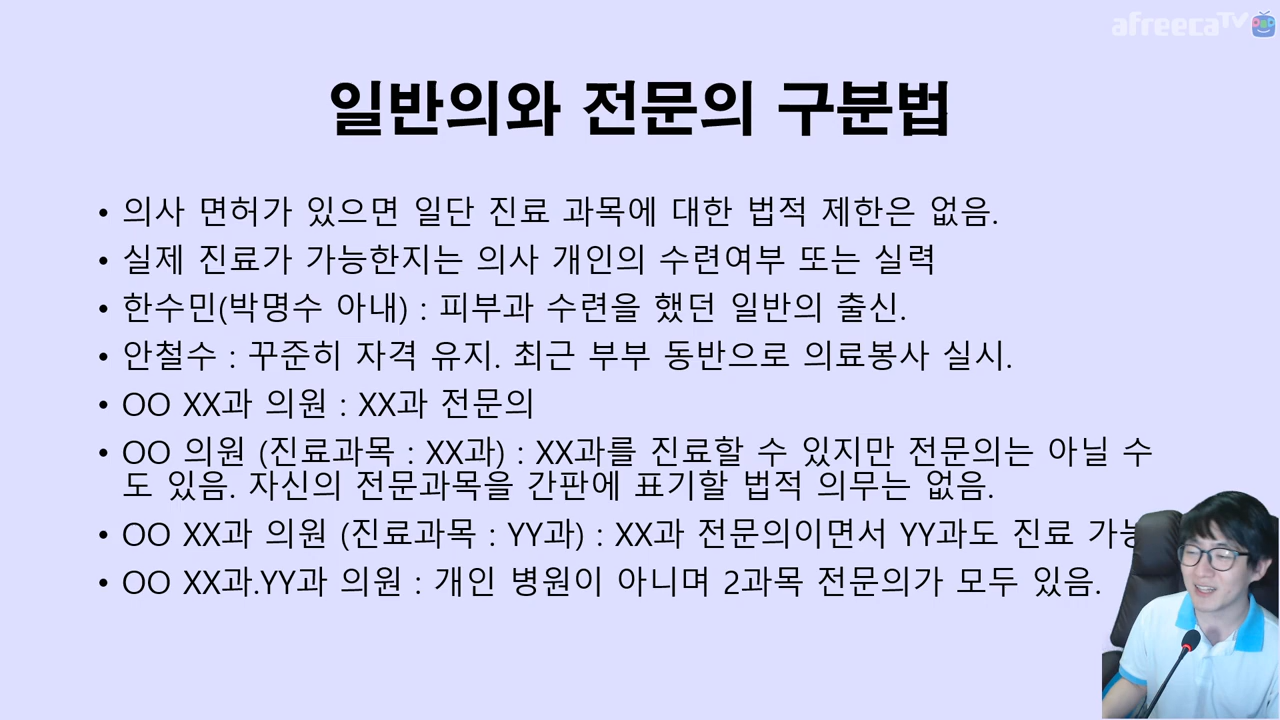 afreecaTV
일반의와 전문의 구분법
• 의사 면허가 있으면 일단 진료 과목에 대한 법적 제한은 없음.
• 실제 진료가 가능한지는 의사 개인의 수련여부 또는 실력
• 한수민(박명수 아내) : 피부과 수련을 했던 일반의 출신.
• 안철수 : 꾸준히 자격 유지. 최근 부부 동반으로 의료봉사 실시.
• OO XX과 의원 : XX과 전문의
• OO 의원 (진료과목 : XX과) : XX과를 진료할 수 있지만 전문의는 아닐 수
도 있음. 자신의 전문과목을 간판에 표기할 법적 의무는 없음.
• OO XX과 의원 (진료과목 : YY과) : XX과 전문의이면서 YY과도 진료 가능
• OO XX과.YY과 의원 : 개인 병원이 아니며 2과목 전문의가 모두 있음.